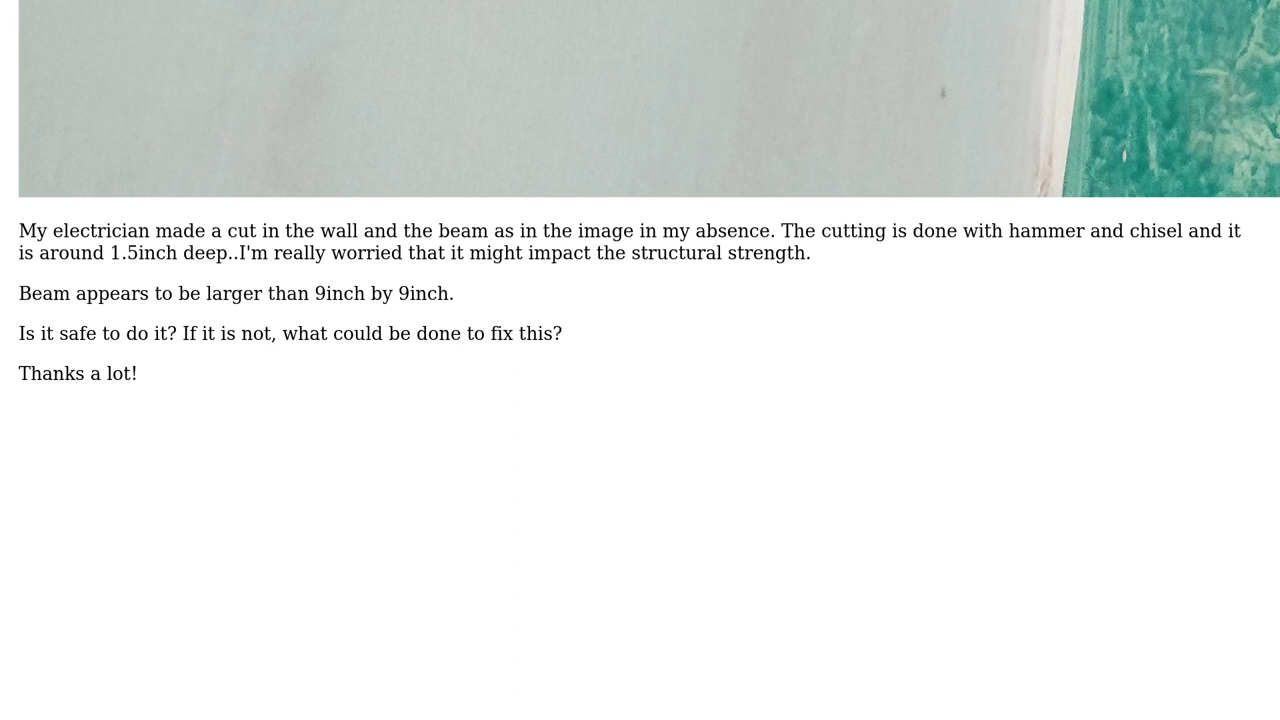 My electrician made a cut in the wall and the beam as in the image in my absence. The cutting is done with hammer and chisel and it
is around 1.5inch deep..I'm really worried that it might impact the structural strength.
Beam appears to be larger than 9inch by 9inch.
Is it safe to do it? If it is not, what could be done to fix this?
Thanks a lot!